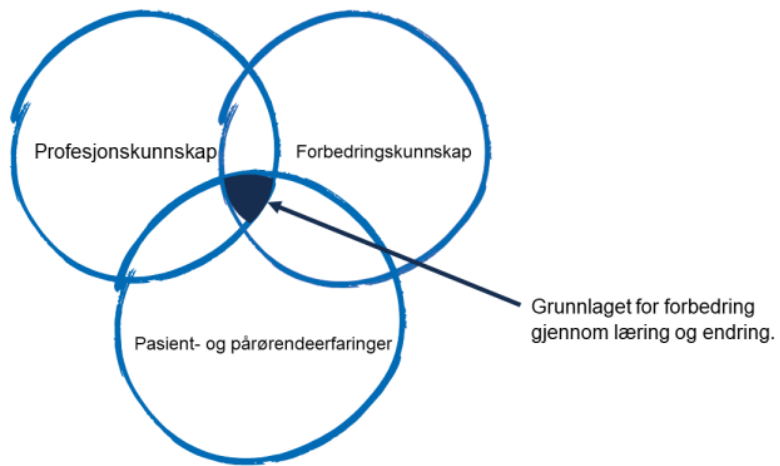 Profesjonskunnskap
Forbedringskunnskap
Grunnlaget for forbedring
gjennom læring og endring.
Pasient- og pårørendeerfaringer